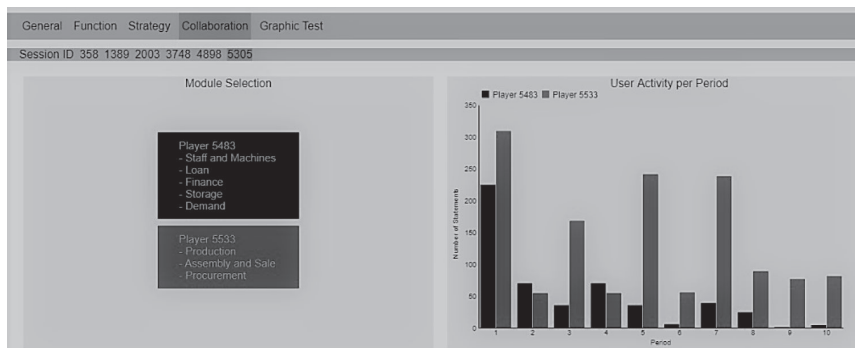 General Function Strategy Collaboration Graphic Test
Session ID 358 1389 2003 3748 4898 5305
Module Selection
Player 5483
- Staff and Machines
- Loan
- Finance
- Storage
- Demand
Player 5533
- Production
- Assembly and Sale
- Procurement
User Activity per Period
Player 5483 Player 5533
Number of Statements
350
300
250
200
150
100
50
0
1 2 3 4 5 6 7 8 9 10
Period